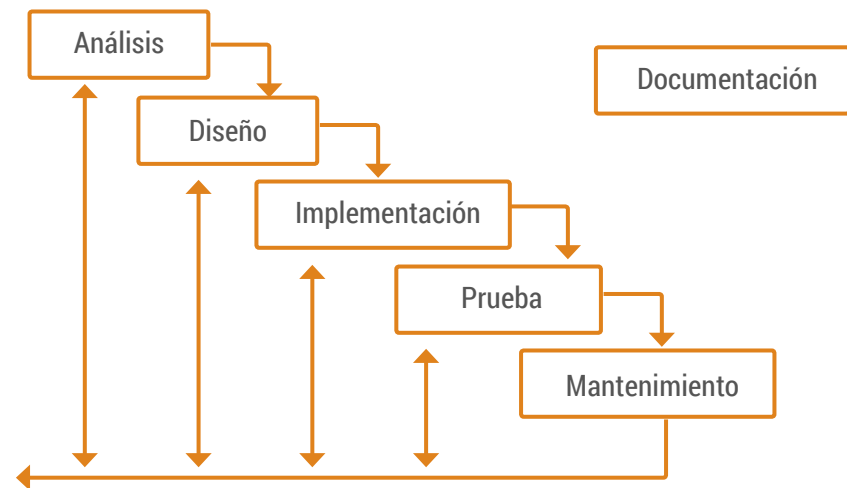 Análisis
Documentación
Diseño
Implementación
Prueba
Mantenimiento